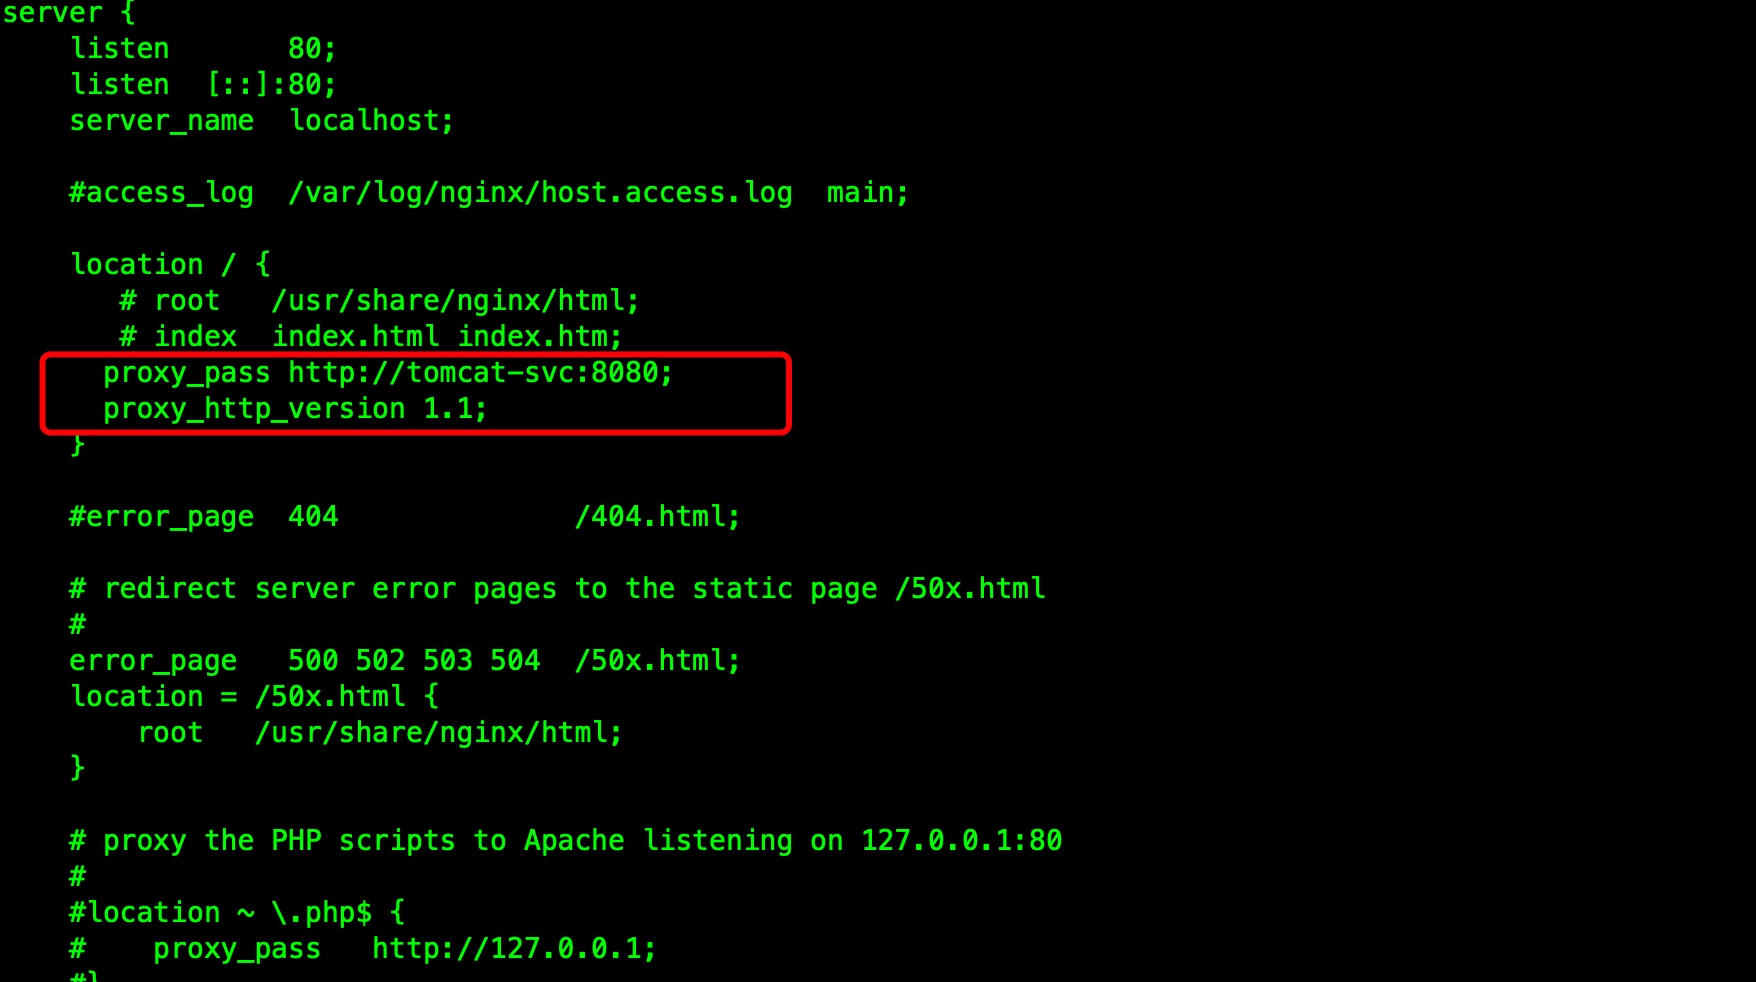 server {
    listen       80;
    listen  [::]:80;
    server_name  localhost;

    #access_log  /var/log/nginx/host.access.log  main;

    location / {
       # root   /usr/share/nginx/html;
       # index  index.html index.htm;
      proxy_pass http://tomcat-svc:8080;
      proxy_http_version 1.1;
    }

    #error_page  404              /404.html;

    # redirect server error pages to the static page /50x.html
    #
    error_page   500 502 503 504  /50x.html;
    location = /50x.html {
        root   /usr/share/nginx/html;
    }

    # proxy the PHP scripts to Apache listening on 127.0.0.1:80
    #
    #location ~ \.php$ {
    #    proxy_pass   http://127.0.0.1;
    #}